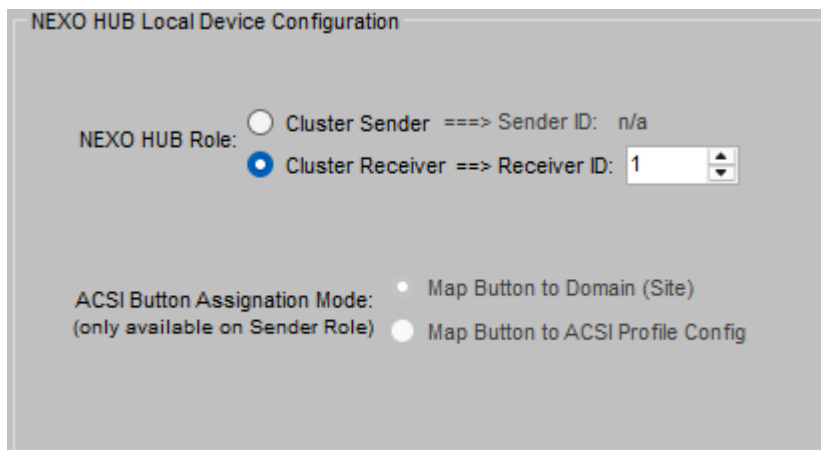 NEXO HUB Local Device Configuration
NEXO HUB Role:
Cluster Sender ===> Sender ID: n/a
Cluster Receiver ==> Receiver ID: 1
ACSI Button Assignation Mode:
(only available on Sender Role)
Map Button to Domain (Site)
Map Button to ACSI Profile Config